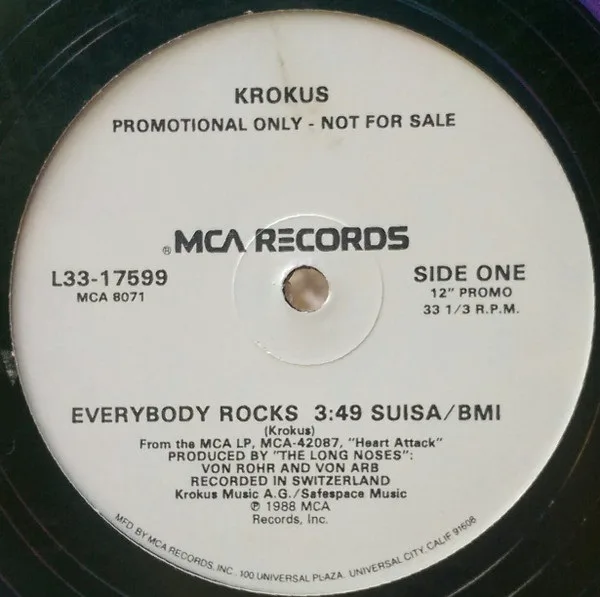 KROKUS
PROMOTIONAL ONLY - NOT FOR SALE
® MCA RECORDS
L33-17599
MCA 8071
SIDE ONE
12" PROMO
33 1/3 R.P.M.
EVERYBODY ROCKS 3:49 SUISA/BMI
(Krokus)
From the MCA LP, MCA-42087, "Heart Attack"
PRODUCED BY "THE LONG NOSES":
VON ROHR AND VON ARB
RECORDED IN SWITZERLAND
Krokus Music A.G./Safespace Music
℗ 1988 MCA
Records, Inc.
MFD BY MCA RECORDS, INC. 100 UNIVERSAL PLAZA. UNIVERSAL CITY. CALIF 91608